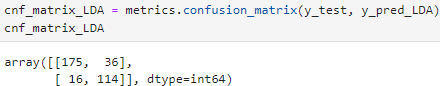 cnf_matrix_LDA = metrics.confusion_matrix(y_test, y_pred_LDA)
cnf_matrix_LDA
array([[175,  36],
       [ 16, 114]], dtype=int64)